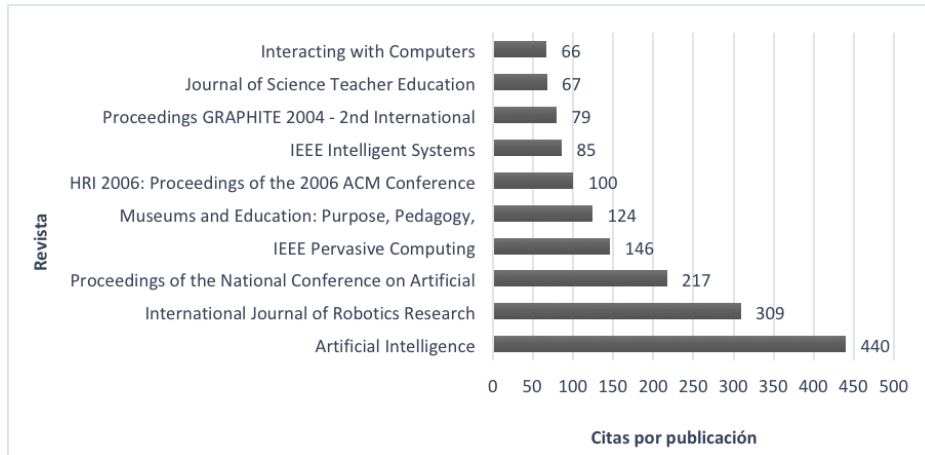 Interacting with Computers 66
Journal of Science Teacher Education 67
Proceedings GRAPHITE 2004 - 2nd International 79
IEEE Intelligent Systems 85
HRI 2006: Proceedings of the 2006 ACM Conference 100
Museums and Education: Purpose, Pedagogy, 124
IEEE Pervasive Computing 146
Proceedings of the National Conference on Artificial 217
International Journal of Robotics Research 309
Artificial Intelligence 440
Revista
0 50 100 150 200 250 300 350 400 450 500
Citas por publicación